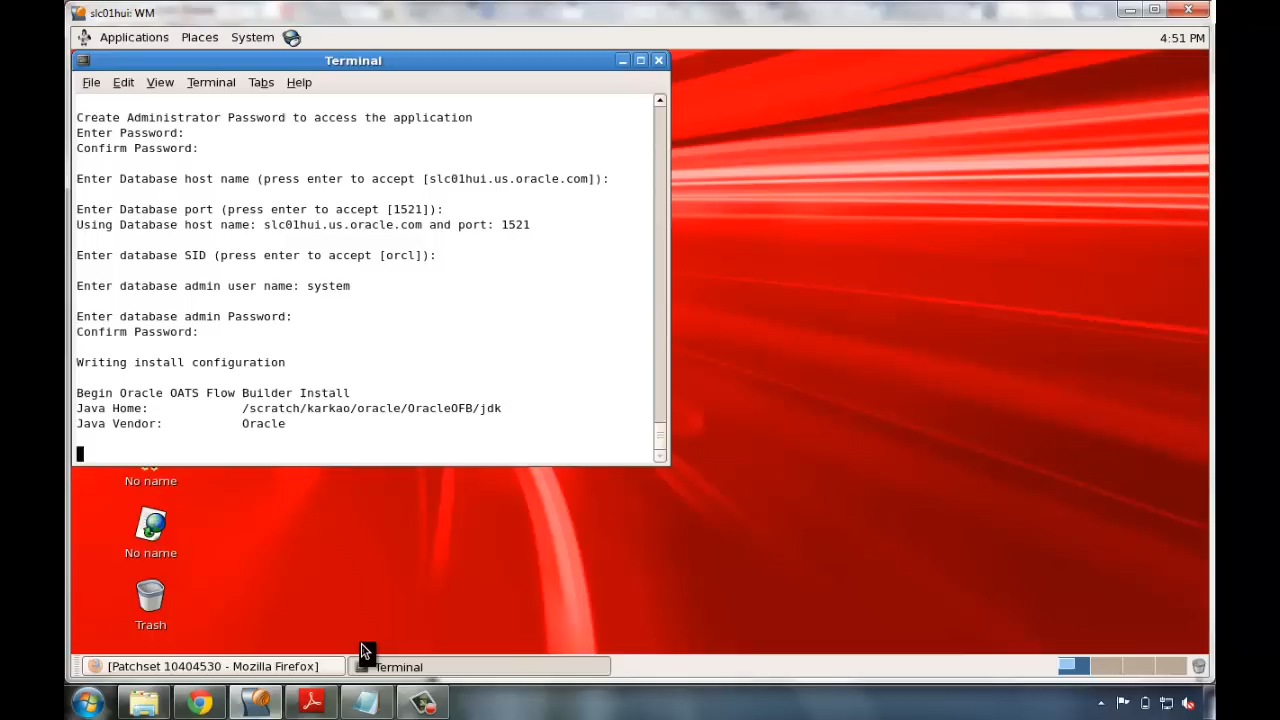 slc01hui: WM
Applications Places System
4:51 PM
Terminal
File Edit View Terminal Tabs Help
Create Administrator Password to access the application
Enter Password:
Confirm Password:
Enter Database host name (press enter to accept [slc01hui.us.oracle.com]):
Enter Database port (press enter to accept [1521]):
Using Database host name: slc01hui.us.oracle.com and port: 1521
Enter database SID (press enter to accept [orcl]):
Enter database admin user name: system
Enter database admin Password:
Confirm Password:
Writing install configuration
Begin Oracle OATS Flow Builder Install
Java Home: /scratch/karkao/oracle/OracleOFB/jdk
Java Vendor: Oracle
No name
No name
Trash
[Patchset 10404530 - Mozilla Firefox]
Terminal